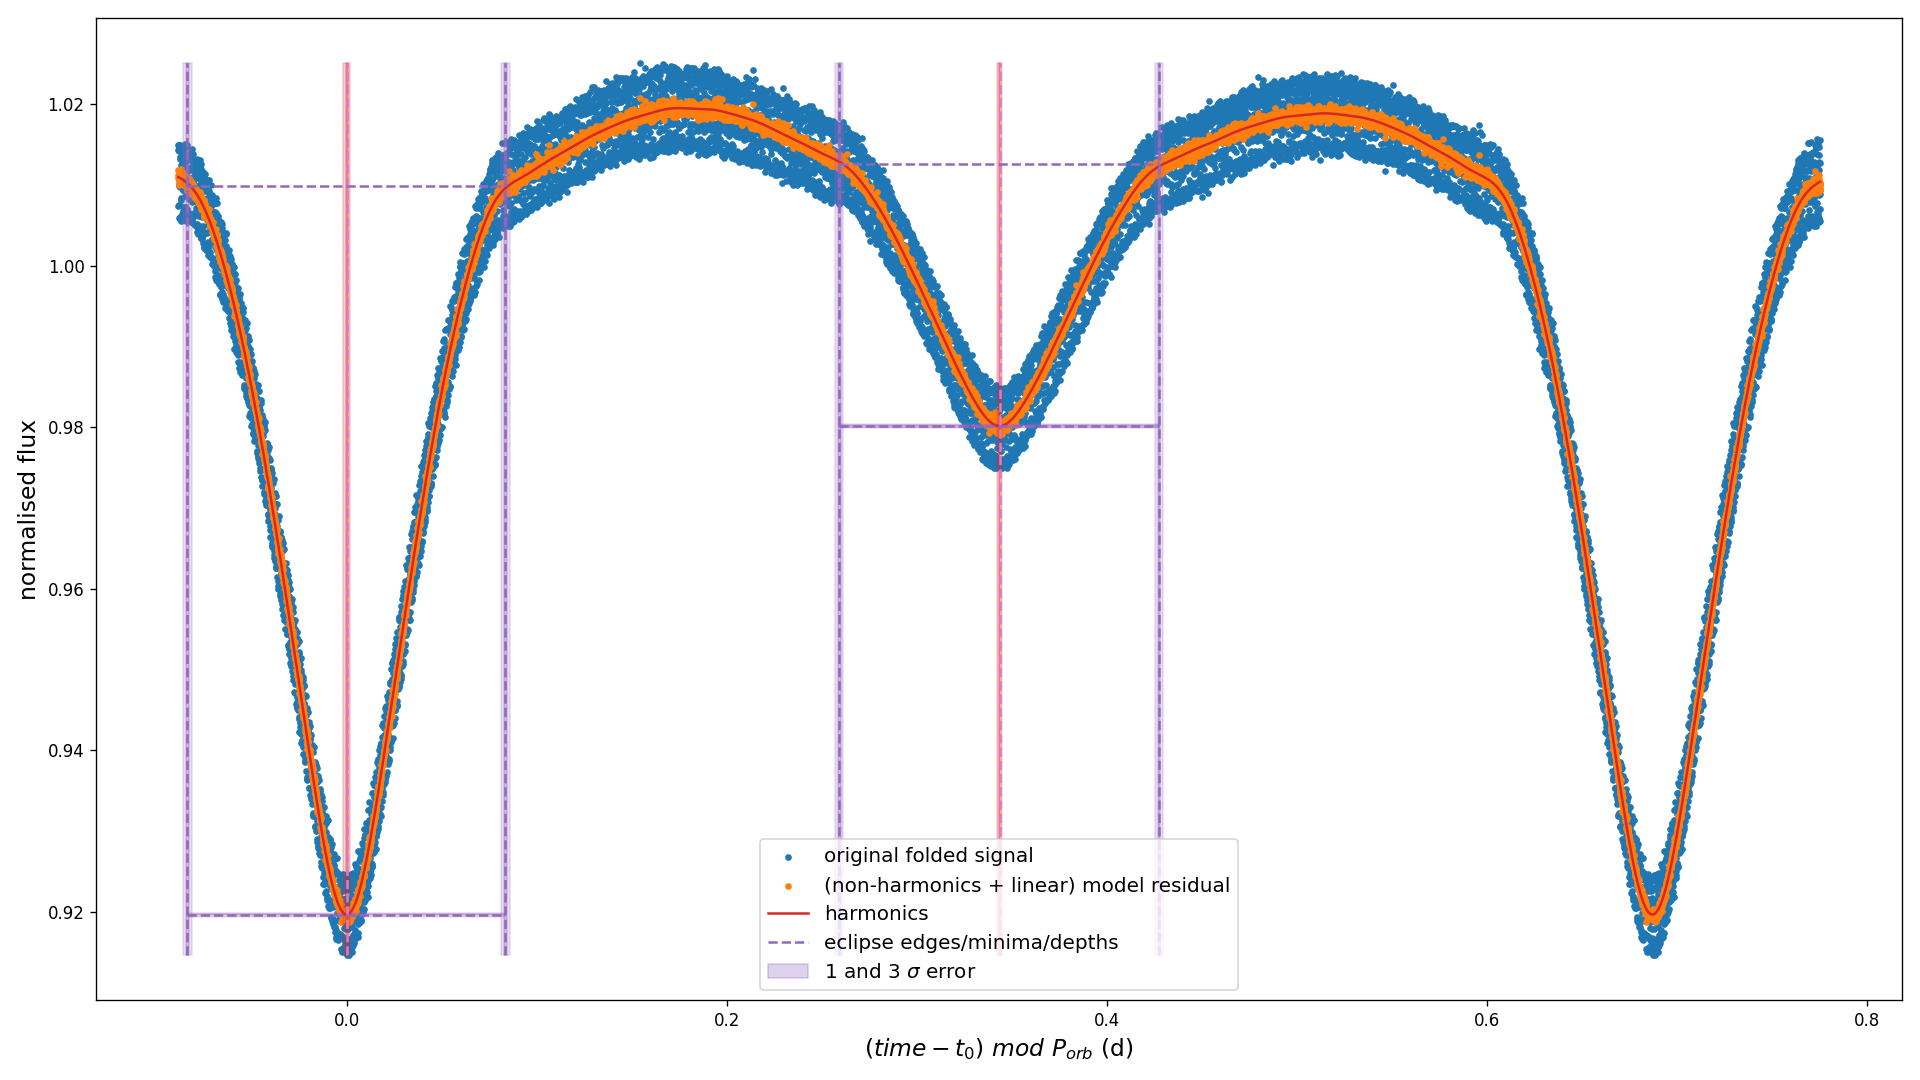 normalised flux
1.02
1.00
0.98
0.96
0.94
0.92
original folded signal
(non-harmonics + linear) model residual
harmonics
eclipse edges/minima/depths
1 and 3 σ error
0.0 0.2 0.4 0.6 0.8
(time − t₀) mod Pₒᵣb (d)